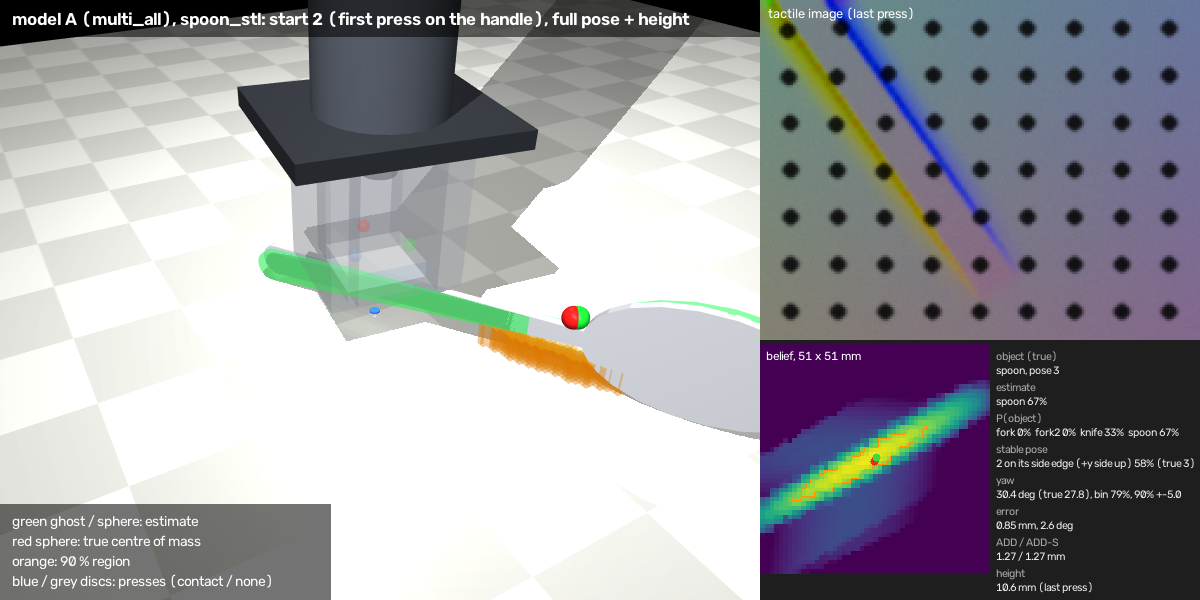 model A (multi_all), spoon_stl: start 2 (first press on the handle), full pose + height
tactile image (last press)
green ghost / sphere: estimate
red sphere: true centre of mass
orange: 90 % region
blue / grey discs: presses (contact / none)
belief, 51 x 51 mm
object (true)
spoon, pose 3
estimate
spoon 67%
P(object)
fork 0% fork2 0% knife 33% spoon 67%
stable pose
2 on its side edge (+y side up) 58% (true 3)
yaw
30.4 deg (true 27.8), bin 79%, 90% +-5.0
error
0.85 mm, 2.6 deg
ADD / ADD-S
1.27 / 1.27 mm
height
10.6 mm (last press)